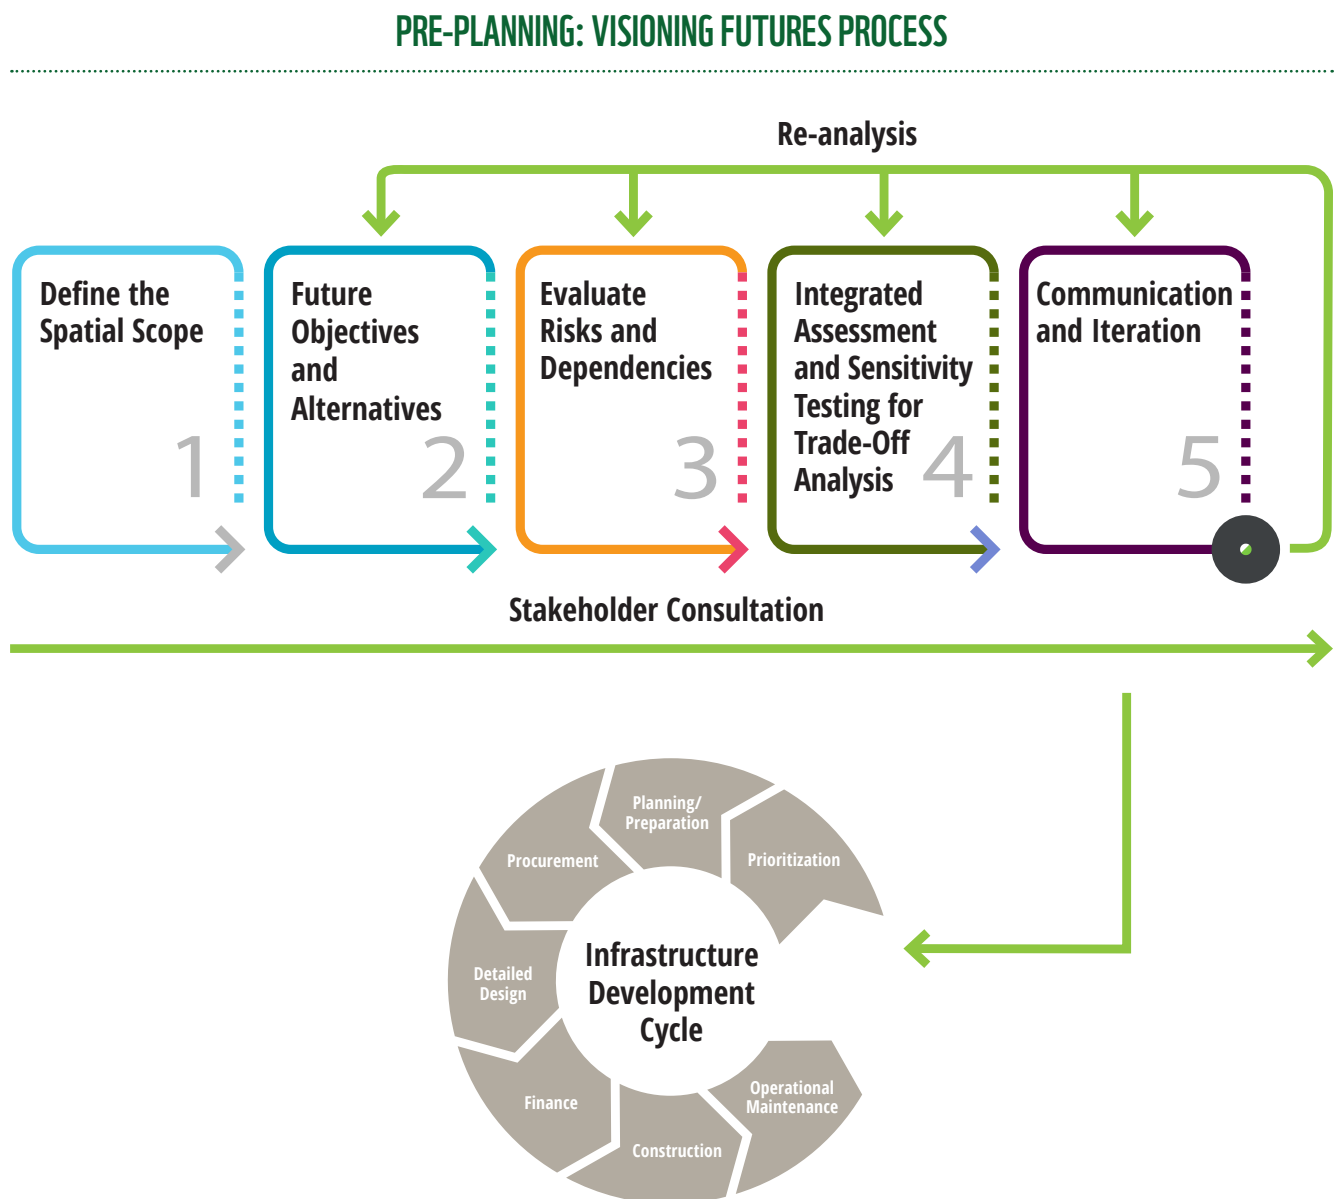 PRE-PLANNING: VISIONING FUTURES PROCESS
Re-analysis
Define the
Spatial Scope
1
Future
Objectives
and
Alternatives
2
Evaluate
Risks and
Dependencies
3
Integrated
Assessment
and Sensitivity
Testing for
Trade-Off
Analysis
4
Communication
and Iteration
5
Stakeholder Consultation
Planning/
Preparation
Prioritization
Procurement
Detailed
Design
Infrastructure
Development
Cycle
Finance
Construction
Operational
Maintenance